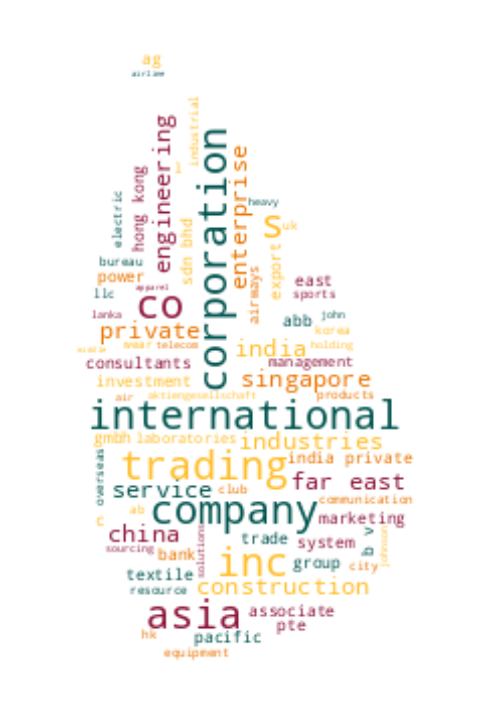 ag
airline
industrial
engineering
corporation
enterprise
hong kong
electric
heavy
s
uk
sdn bhd
export
bureau
power
east
llc
apparel
sports
airways
co
lanka
abb
john
private
korea
telecom
india
holding
middle
consultants
management
investment
singapore
air
aktiengesellschaft
products
international
gmbh
laboratories
industries
overseas
trading
india private
far east
service
club
communication
ab
company
c
marketing
china
trade
system
b v
johnson
sourcing
bank
solutions
inc
group
city
textile
resource
construction
asia
associate
pte
hk
pacific
equipment